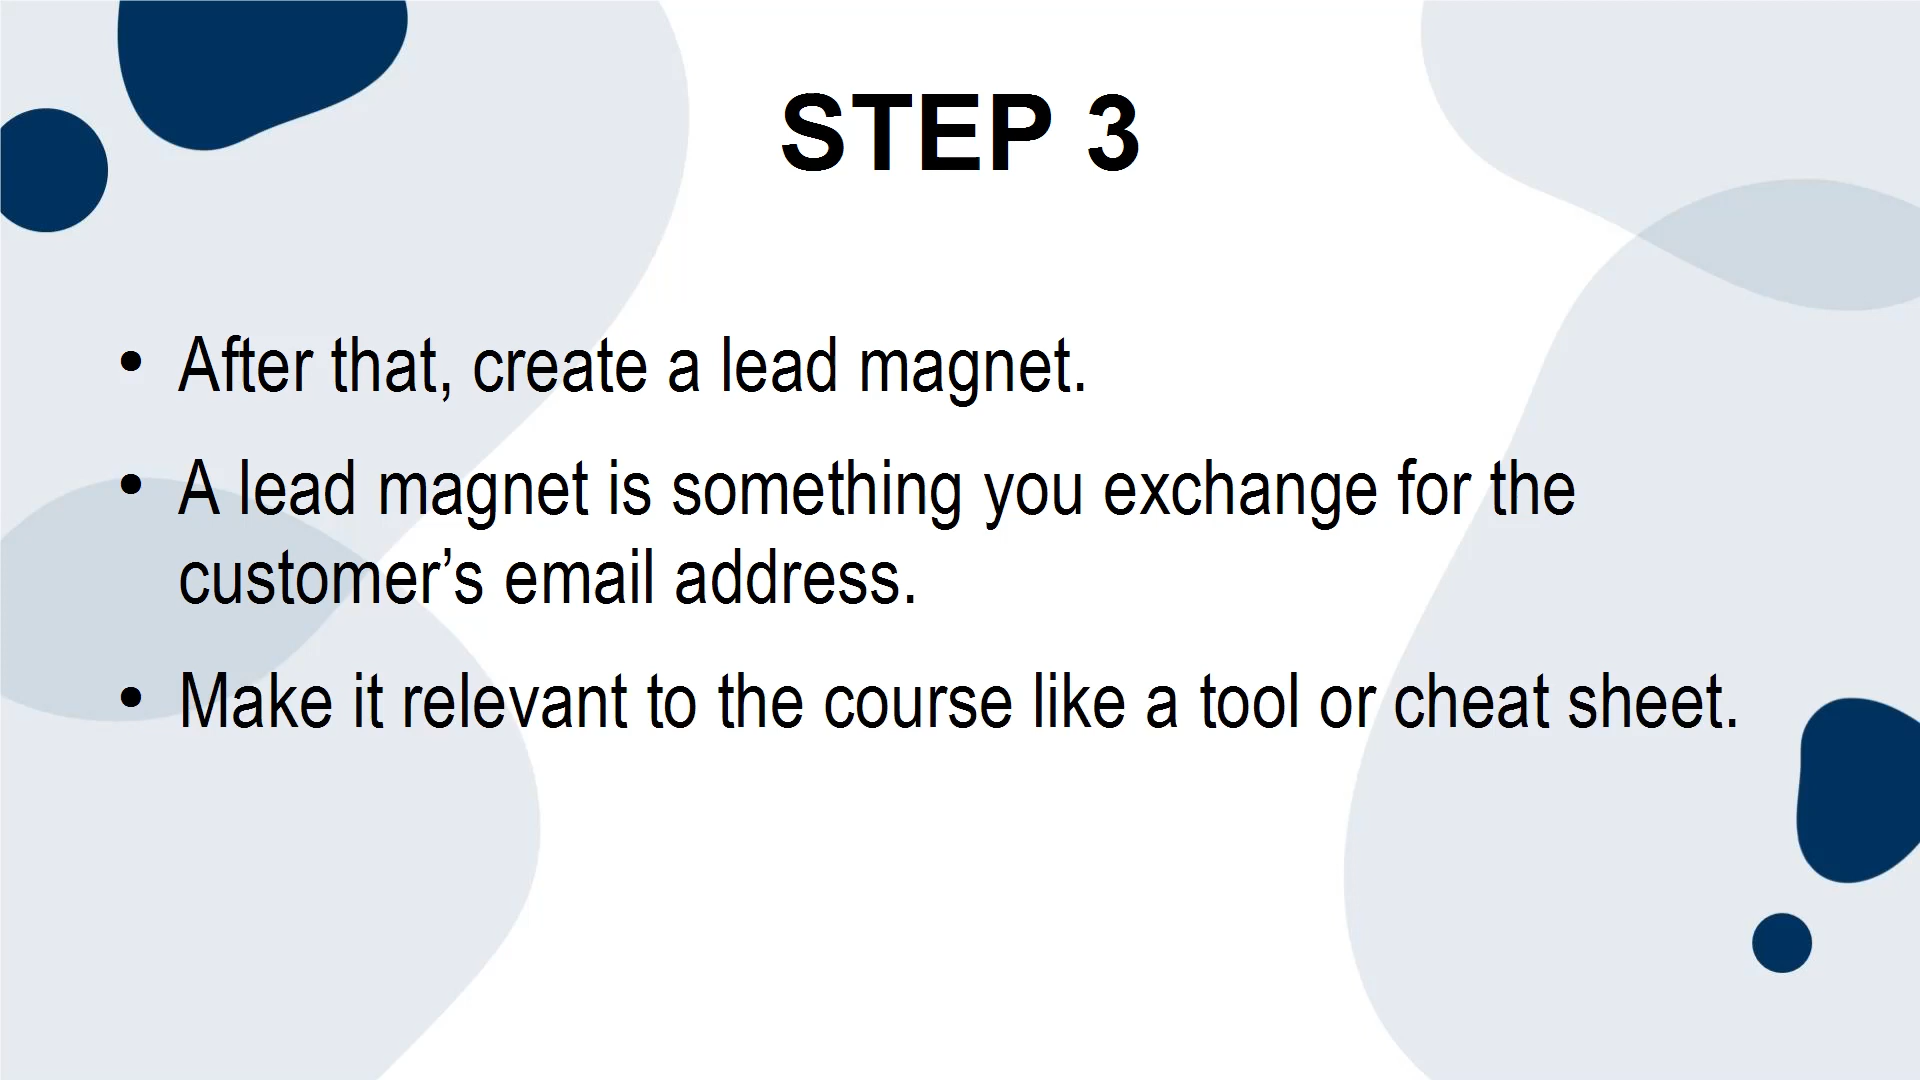 STEP 3
• After that, create a lead magnet.
• A lead magnet is something you exchange for the
customer’s email address.
• Make it relevant to the course like a tool or cheat sheet.